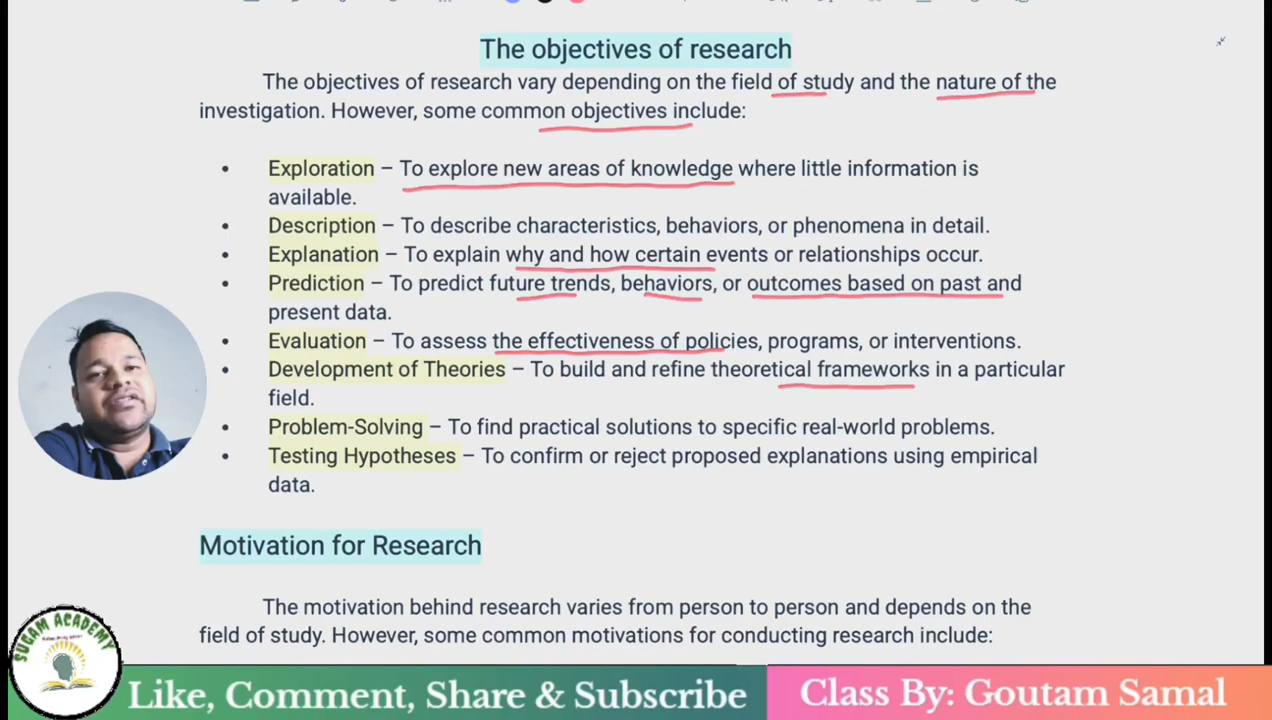 The objectives of research
The objectives of research vary depending on the field of study and the nature of the
investigation. However, some common objectives include:
• Exploration – To explore new areas of knowledge where little information is
available.
• Description – To describe characteristics, behaviors, or phenomena in detail.
• Explanation – To explain why and how certain events or relationships occur.
• Prediction – To predict future trends, behaviors, or outcomes based on past and
present data.
• Evaluation – To assess the effectiveness of policies, programs, or interventions.
• Development of Theories – To build and refine theoretical frameworks in a particular
field.
• Problem-Solving – To find practical solutions to specific real-world problems.
• Testing Hypotheses – To confirm or reject proposed explanations using empirical
data.
Motivation for Research
The motivation behind research varies from person to person and depends on the
field of study. However, some common motivations for conducting research include:
SUGAM ACADEMY
Like, Comment, Share & Subscribe
Class By: Goutam Samal